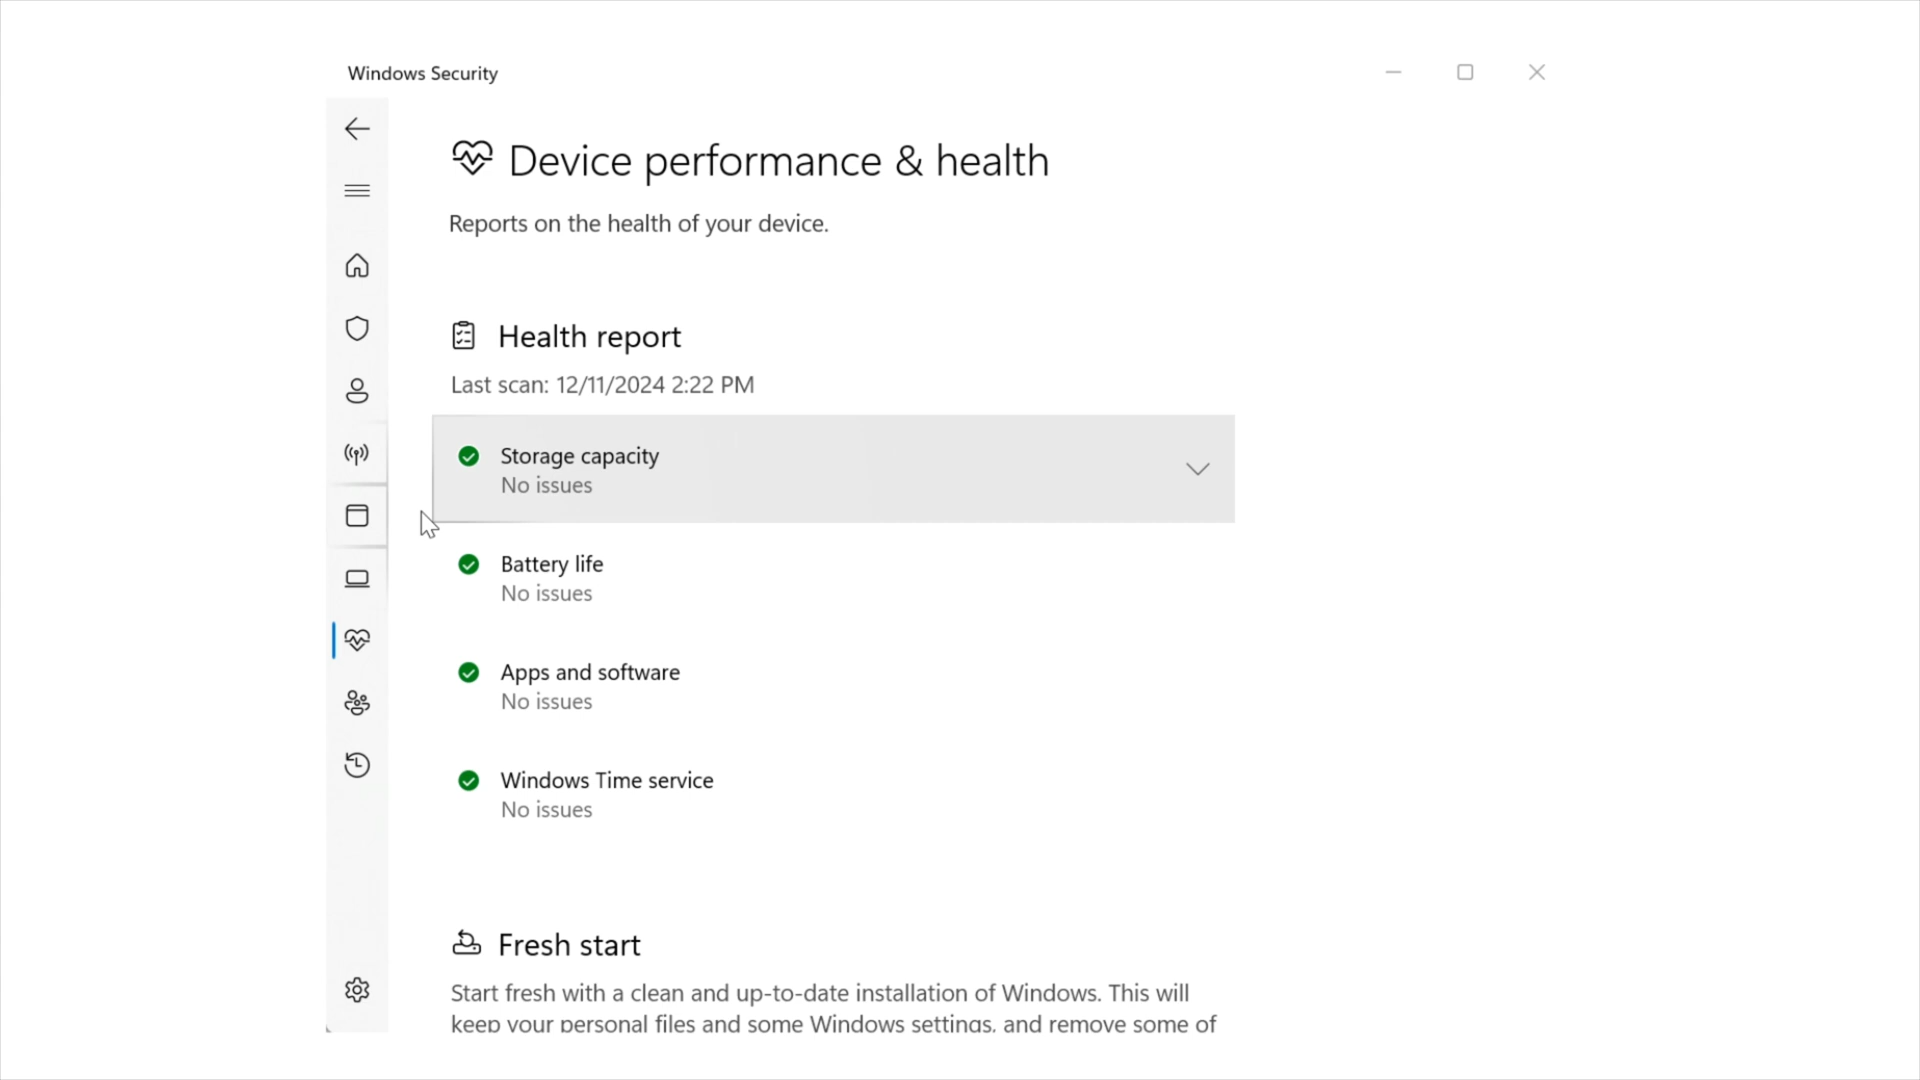 Windows Security
Device performance & health
Reports on the health of your device.
Health report
Last scan: 12/11/2024 2:22 PM
Storage capacity
No issues
Battery life
No issues
Apps and software
No issues
Windows Time service
No issues
Fresh start
Start fresh with a clean and up-to-date installation of Windows. This will
keep your personal files and some Windows settings, and remove some of